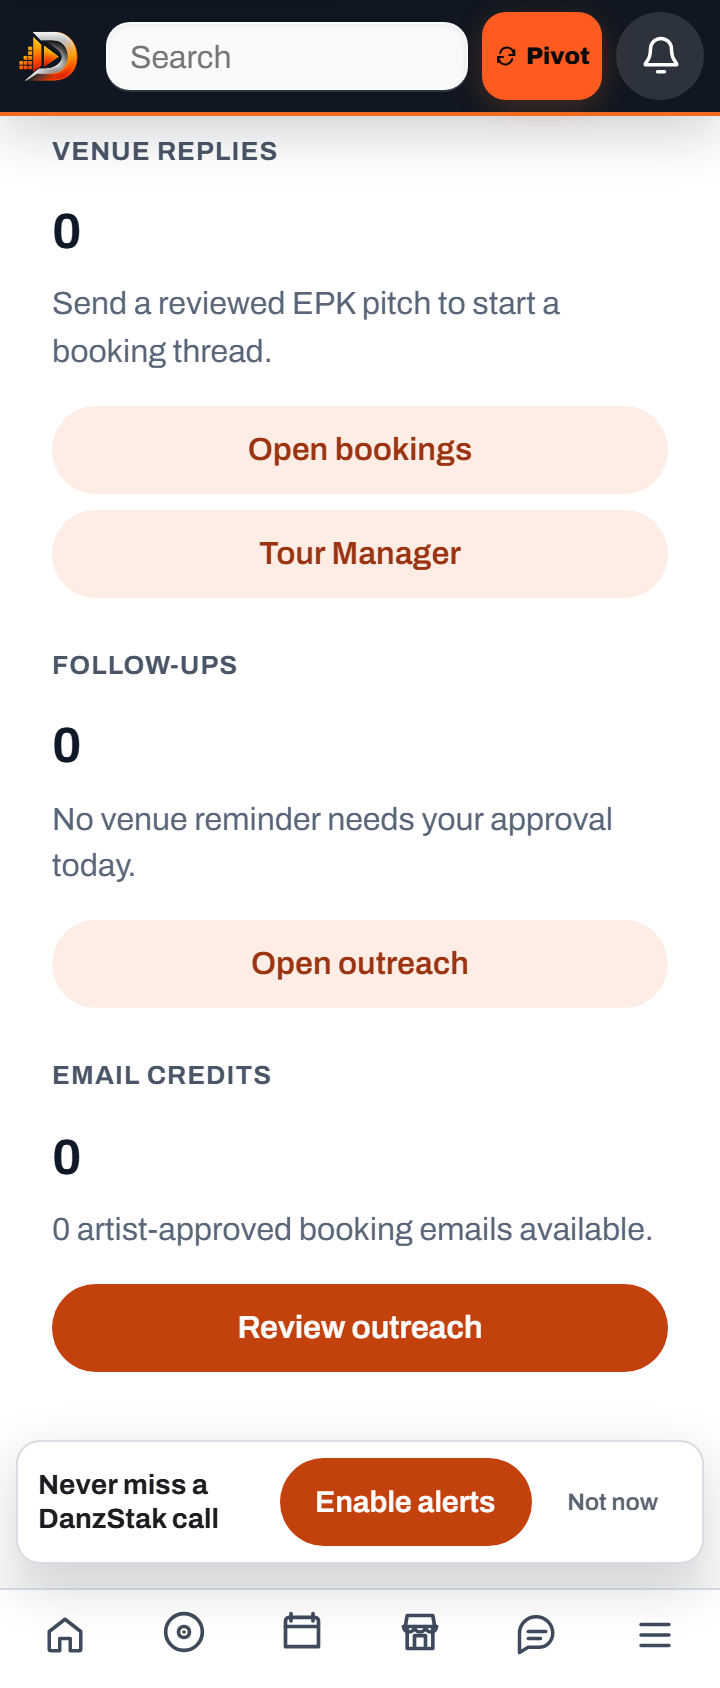 Search
Pivot
VENUE REPLIES
0
Send a reviewed EPK pitch to start a
booking thread.
Open bookings
Tour Manager
FOLLOW-UPS
0
No venue reminder needs your approval
today.
Open outreach
EMAIL CREDITS
0
0 artist-approved booking emails available.
Review outreach
Never miss a
DanzStak call
Enable alerts
Not now